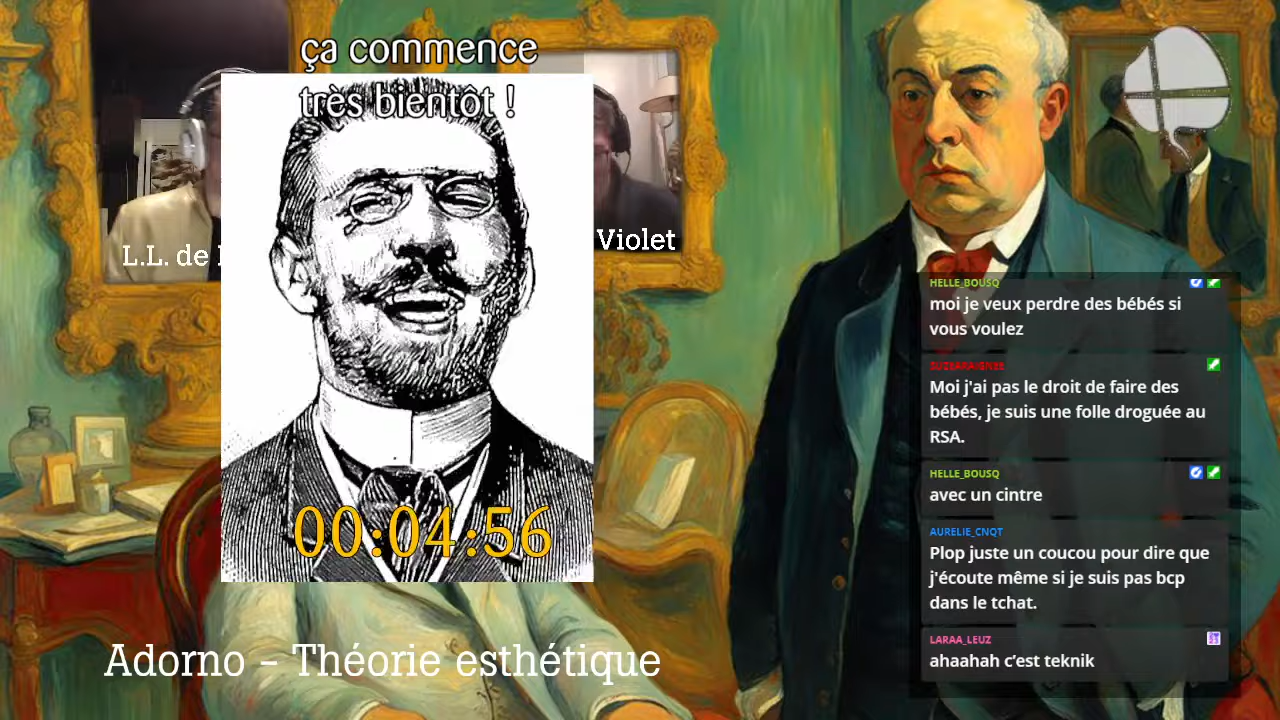 ça commence
très bientôt !
L.L. de
Violet
00:04:56
Adorno – Théorie esthétique
HELLE_BOUSQ
moi je veux perdre des bébés si
vous voulez
SUZEARAIGNEE
Moi j'ai pas le droit de faire des
bébés, je suis une folle droguée au
RSA.
HELLE_BOUSQ
avec un cintre
AURELIE_CNQT
Plop juste un coucou pour dire que
j'écoute même si je suis pas bcp
dans le tchat.
LARAA_LEUZ
ahaahah c’est teknik